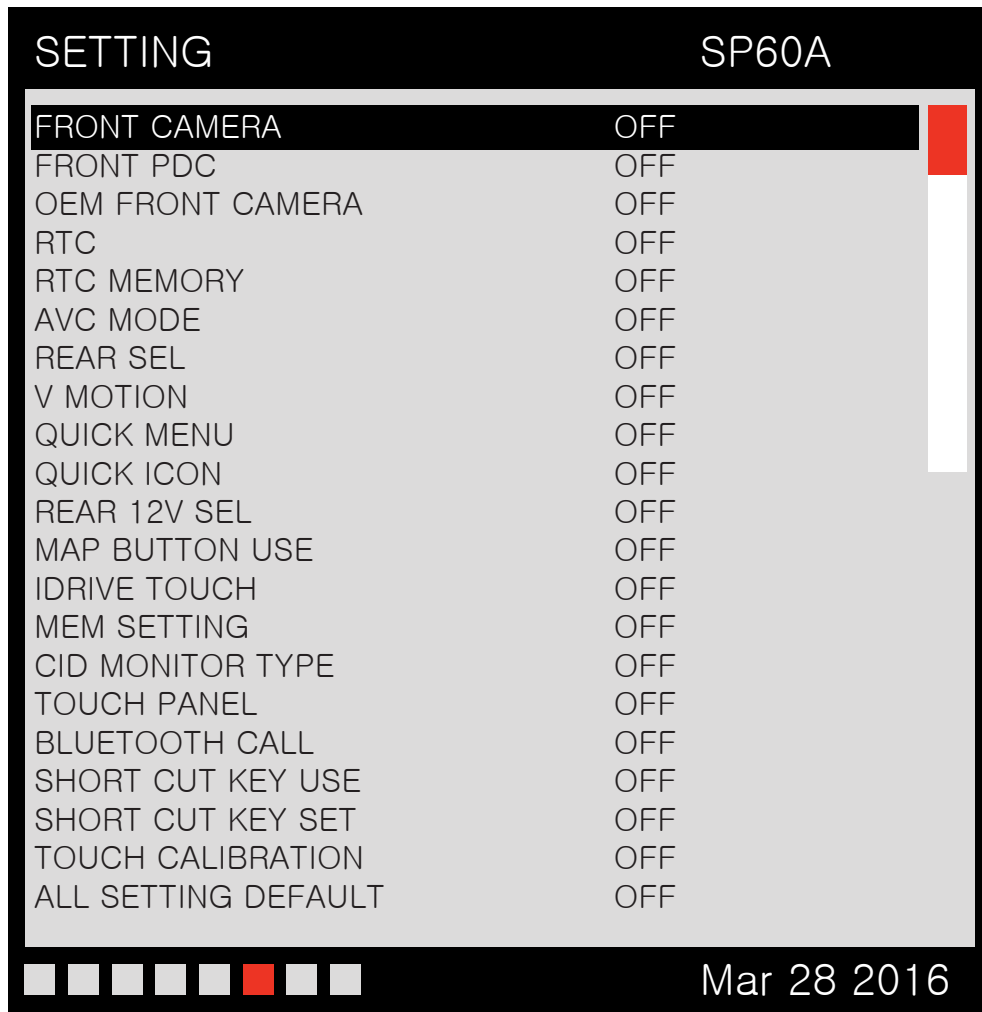 SETTING SP60A
FRONT CAMERA OFF
FRONT PDC OFF
OEM FRONT CAMERA OFF
RTC OFF
RTC MEMORY OFF
AVC MODE OFF
REAR SEL OFF
V MOTION OFF
QUICK MENU OFF
QUICK ICON OFF
REAR 12V SEL OFF
MAP BUTTON USE OFF
IDRIVE TOUCH OFF
MEM SETTING OFF
CID MONITOR TYPE OFF
TOUCH PANEL OFF
BLUETOOTH CALL OFF
SHORT CUT KEY USE OFF
SHORT CUT KEY SET OFF
TOUCH CALIBRATION OFF
ALL SETTING DEFAULT OFF
Mar 28 2016